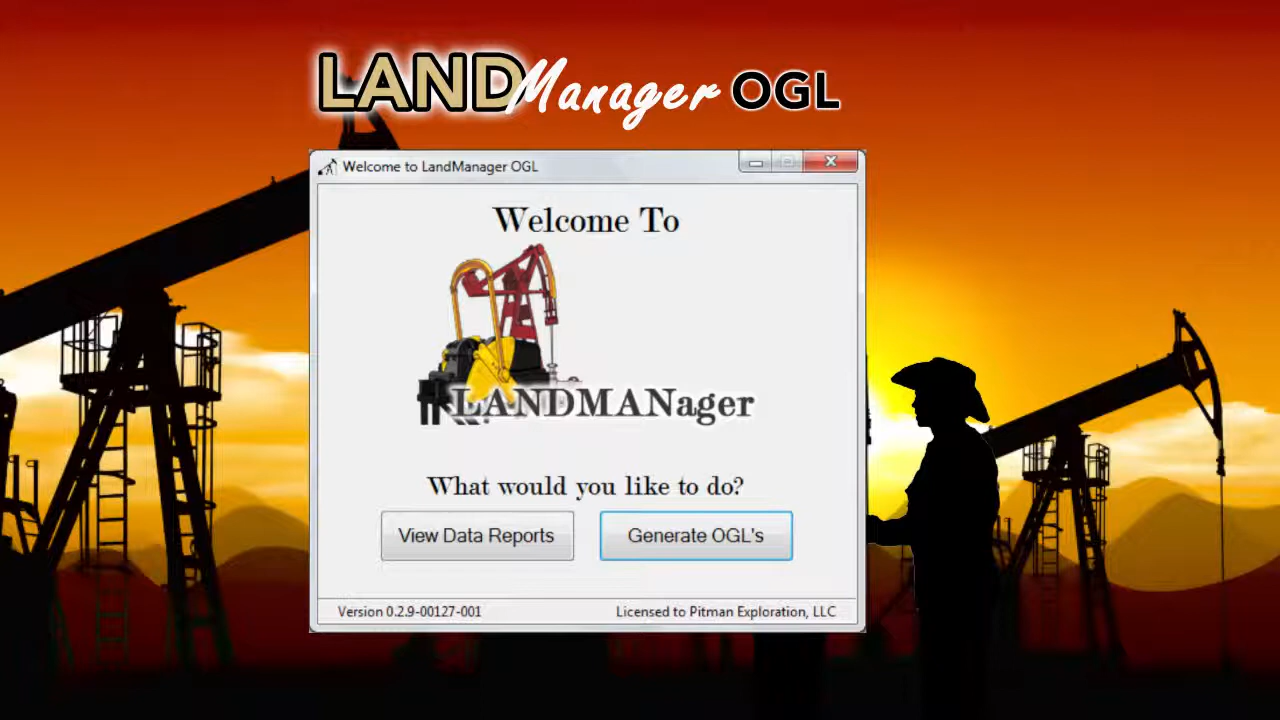 LANDManager OGL
Welcome to LandManager OGL
Welcome To
LANDMANager
What would you like to do?
View Data Reports Generate OGL's
Version 0.2.9-00127-001 Licensed to Pitman Exploration, LLC